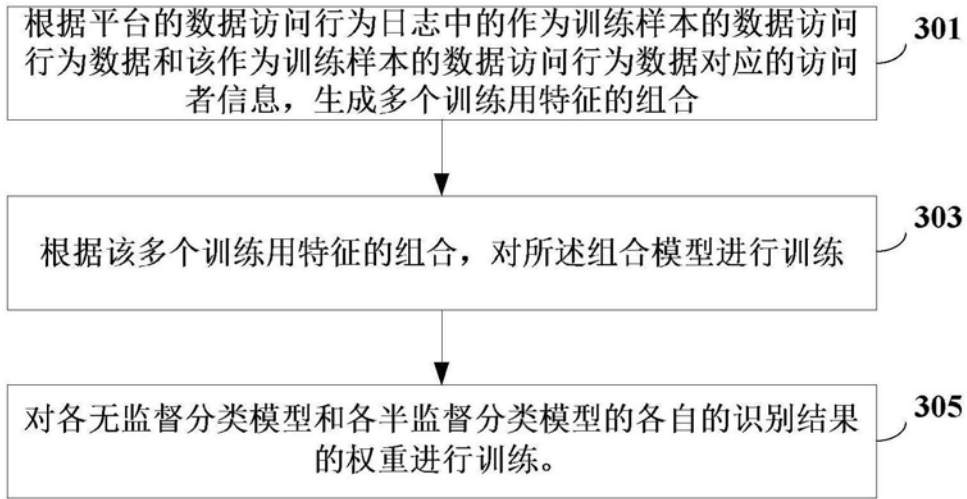 根据平台的数据访问行为日志中的作为训练样本的数据访问
行为数据和该作为训练样本的数据访问行为数据对应的访问
者信息，生成多个训练用特征的组合
301
根据该多个训练用特征的组合，对所述组合模型进行训练
303
对各无监督分类模型和各半监督分类模型的各自的识别结果
的权重进行训练。
305